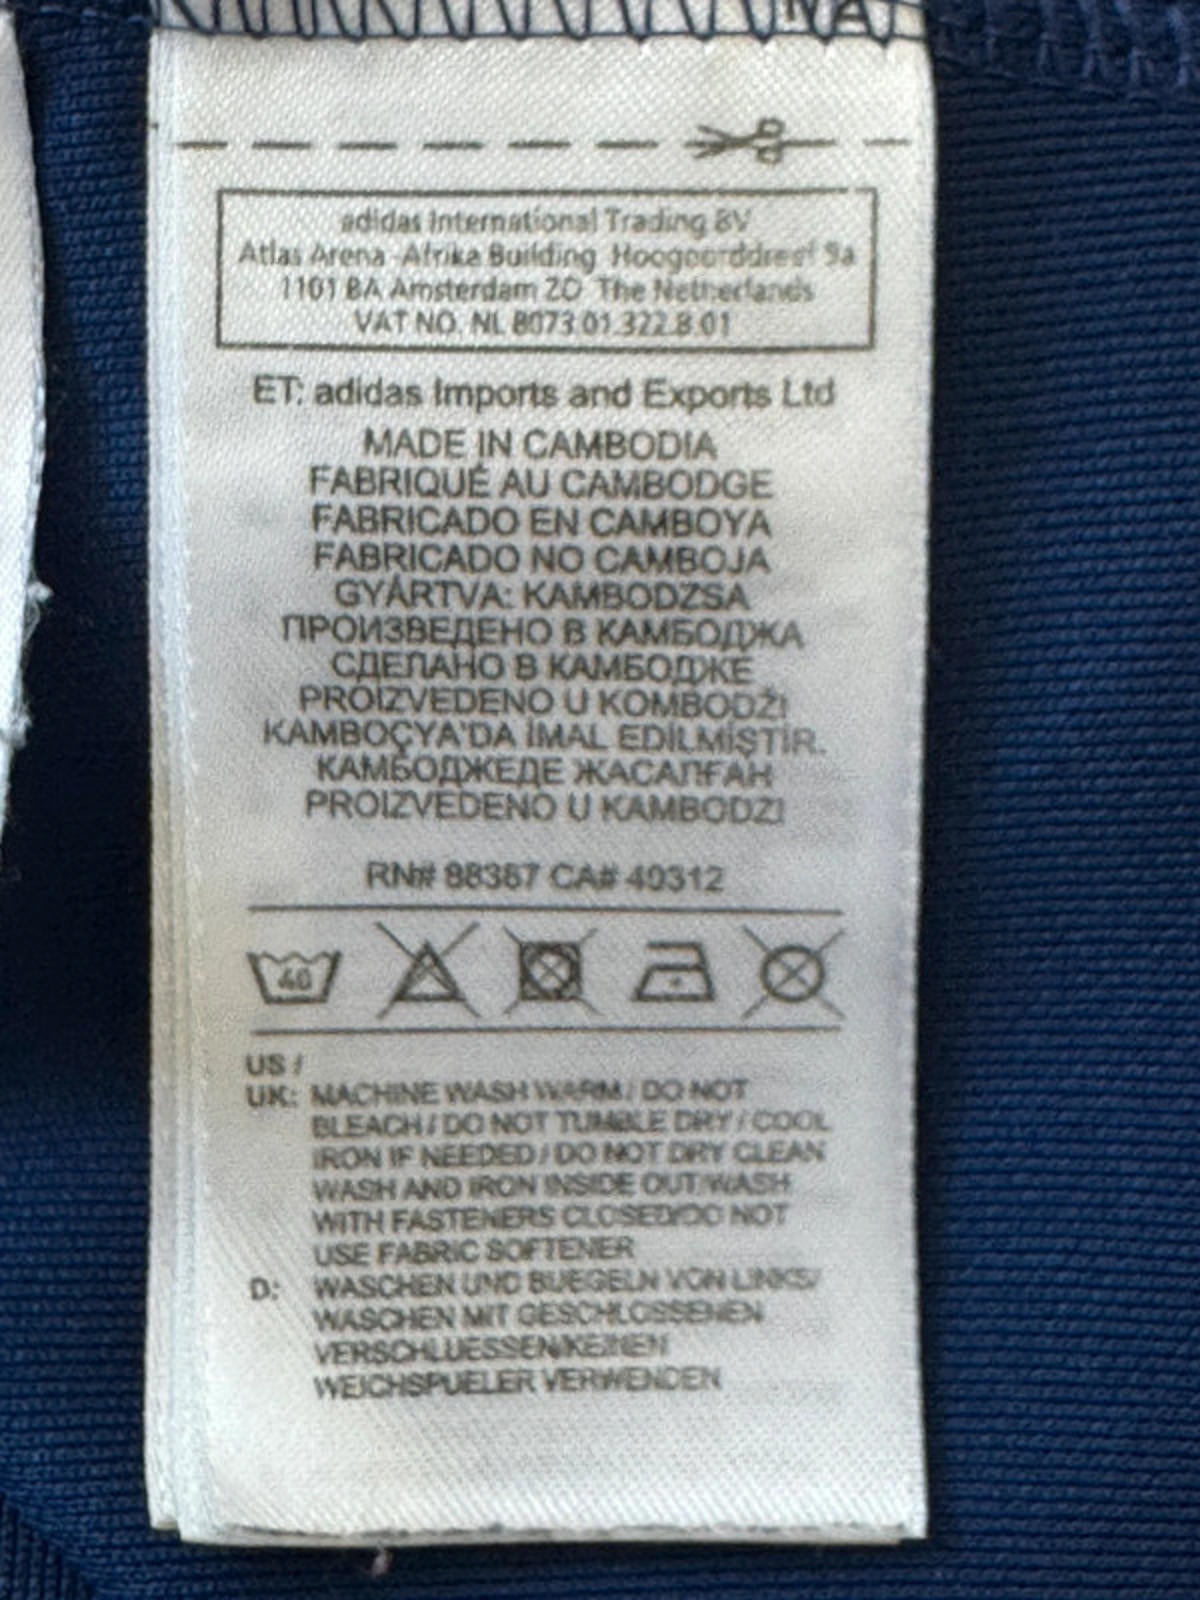 adidas International Trading BV
Atlas Arena Afrika Building Hoogoorddreef 9a
1101 BA Amsterdam ZO The Netherlands
VAT NO. NL 8073.01.322.B.01
ET: adidas Imports and Exports Ltd
MADE IN CAMBODIA
FABRIQUÉ AU CAMBODGE
FABRICADO EN CAMBOYA
FABRICADO NO CAMBOJA
GYÁRTVA: KAMBODZSA
ПРОИЗВЕДЕНО В КАМБОДЖА
СДЕЛАНО В КАМБОДЖЕ
PROIZVEDENO U KOMBODŽI
KAMBOÇYA'DA İMAL EDİLMİŞTİR.
КАМБОДЖЕДЕ ЖАСАЛҒАН
PROIZVEDENO U KAMBODZI
RN# 88387 CA# 40312
40
US /
UK: MACHINE WASH WARM / DO NOT
BLEACH / DO NOT TUMBLE DRY / COOL
IRON IF NEEDED / DO NOT DRY CLEAN
WASH AND IRON INSIDE OUT/WASH
WITH FASTENERS CLOSED/DO NOT
USE FABRIC SOFTENER
D: WASCHEN UND BUEGELN VON LINKS/
WASCHEN MIT GESCHLOSSENEN
VERSCHLUESSEN/KEINEN
WEICHSPUELER VERWENDEN